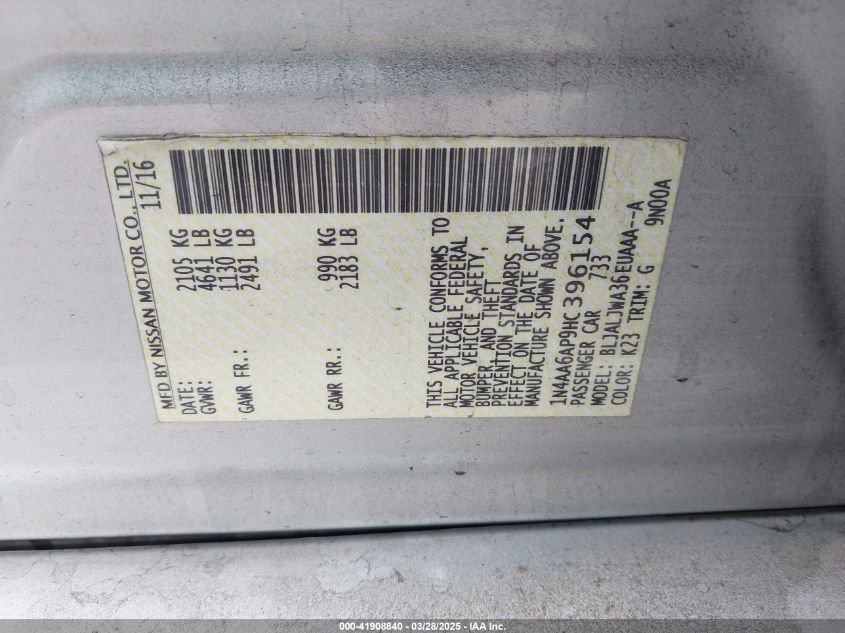 MFD BY NISSAN MOTOR CO., LTD.
DATE: 11/16
GVWR: 2105 KG
4641 LB
GAWR FR.: 1130 KG
2491 LB
GAWR RR.: 990 KG
2183 LB
THIS VEHICLE CONFORMS TO
ALL APPLICABLE FEDERAL
MOTOR VEHICLE SAFETY,
BUMPER, AND THEFT
PREVENTION STANDARDS IN
EFFECT ON THE DATE OF
MANUFACTURE SHOWN ABOVE.
1N4AA6AP9HC396154
PASSENGER CAR 733
MODEL: BLJALJWA36EUAAA--A
COLOR: K23 TRIM: G 9N00A
000-41908840 - 03/28/2025 - IAA Inc.